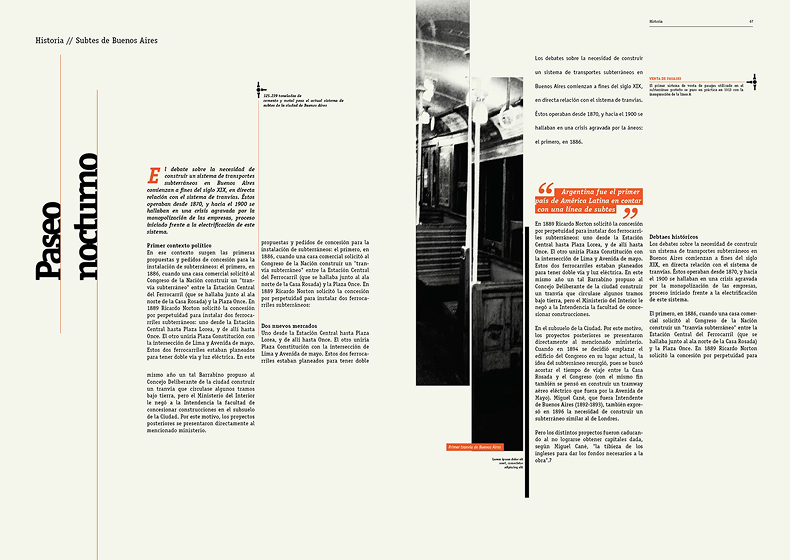 Historia // Subtes de Buenos Aires
Paseo
nocturno
125.239 toneladas de
cemento y metal pasa el actual sistema de
subtes de la ciudad de Buenos Aires
El debate sobre la necesidad de
construir un sistema de transportes
subterráneos en Buenos Aires
comienzan a fines del siglo XIX, en directa
relación con el sistema de tranvías. Éstos
operaban desde 1870, y hacia el 1900 se
hallaban en una crisis agravada por la
monopolización de las empresas, proceso
iniciado frente a la electrificación de este
sistema.
Primer contexto político
En ese contexto surgen las primeras
propuestas y pedidos de concesión para la
instalación de subterráneos: el primero, en
1886, cuando una casa comercial solicitó al
Congreso de la Nación construir un "tran-
vía subterráneo" entre la Estación Central
del Ferrocarril (que se hallaba junto al ala
norte de la Casa Rosada) y la Plaza Once.
En 1889 Ricardo Norton solicitó la concesión
por perpetuidad para instalar dos ferroca-
rriles subterráneos: uno desde la Estación
Central hasta Plaza Lorea, y de allí hasta
Once. El otro uniría Plaza Constitución con
la intersección de Lima y Avenida de mayo.
Estos dos ferrocarriles estaban planeados
para tener doble vía y luz eléctrica. En este
mismo año un tal Barrabino propuso al
Concejo Deliberante de la ciudad construir
un tranvía que circulase algunos tramos
bajo tierra, pero el Ministerio del Interior
le negó a la Intendencia la facultad de
concesionar construcciones en el subsuelo
de la Ciudad. Por este motivo, los proyectos
posteriores se presentaron directamente al
mencionado ministerio.
propuestas y pedidos de concesión para la
instalación de subterráneos: el primero, en
1886, cuando una casa comercial solicitó al
Congreso de la Nación construir un "tran-
vía subterráneo" entre la Estación Central
del Ferrocarril (que se hallaba junto al ala
norte de la Casa Rosada) y la Plaza Once. En
1889 Ricardo Norton solicitó la concesión
por perpetuidad para instalar dos ferroca-
rriles subterráneos:
Dos nuevos mercados
Uno desde la Estación Central hasta Plaza
Lorea, y de allí hasta Once. El otro uniría
Plaza Constitución con la intersección de
Lima y Avenida de mayo. Estos dos ferroca-
rriles estaban planeados para tener doble
Primer tranvía en Buenos Aires
Lorem ipsum dolor sit
amet, consectetur
adipiscing elit
Historia
67
Los debates sobre la necesidad de construir
un sistema de transportes subterráneos en
Buenos Aires comienzan a fines del siglo XIX,
en directa relación con el sistema de tranvías.
Éstos operaban desde 1870, y hacia el 1900 se
hallaban en una crisis agravada por la áneos:
el primero, en 1886.
“ Argentina fue el primer
país de América Latina en contar
con una línea de subtes ”
En 1889 Ricardo Norton solicitó la concesión
por perpetuidad para instalar dos ferrocarri-
les subterráneos: uno desde la Estación
Central hasta Plaza Lorea, y de allí hasta
Once. El otro uniría Plaza Constitución con
la intersección de Lima y Avenida de mayo.
Estos dos ferrocarriles estaban planeados
para tener doble vía y luz eléctrica. En este
mismo año un tal Barrabino propuso al
Concejo Deliberante de la ciudad construir
un tranvía que circulase algunos tramos
bajo tierra, pero el Ministerio del Interior le
negó a la Intendencia la facultad de conce-
sionar construcciones.
En el subsuelo de la Ciudad. Por este motivo,
los proyectos posteriores se presentaron
directamente al mencionado ministerio.
Cuando en 1894 se decidió emplazar el
edificio del Congreso en su lugar actual, la
idea del subterráneo resurgió, pues se buscó
acortar el tiempo de viaje entre la Casa
Rosada y el Congreso (con el mismo fin
también se pensó en construir un tramway
aéreo eléctrico que fuera por la Avenida de
Mayo). Miguel Cané, que fuera Intendente
de Buenos Aires (1892-1893), también expre-
só en 1896 la necesidad de construir un
subterráneo similar al de Londres.
Pero los distintos proyectos fueron caducan-
do al no lograrse obtener capitales dada,
según Miguel Cané, "la tibieza de los
ingleses para dar los fondos necesarios a la
obra".7
VENTA DE PASAJES
El primer sistema de venta de pasajes utilizado en el
subterráneo porteño se puso en práctica en 1913 con la
inauguración de la línea A
Debtaes históricos
Los debates sobre la necesidad de construir
un sistema de transportes subterráneos en
Buenos Aires comienzan a fines del siglo
XIX, en directa relación con el sistema de
tranvías. Éstos operaban desde 1870, y hacia
el 1900 se hallaban en una crisis agravada
por la monopolización de las empresas,
proceso iniciado frente a la electrificación
de este sistema.
El primero, en 1886, cuando una casa comer-
cial solicitó al Congreso de la Nación
construir un "tranvía subterráneo" entre la
Estación Central del Ferrocarril (que se
hallaba junto al ala norte de la Casa Rosada)
y la Plaza Once. En 1889 Ricardo Norton
solicitó la concesión por perpetuidad para